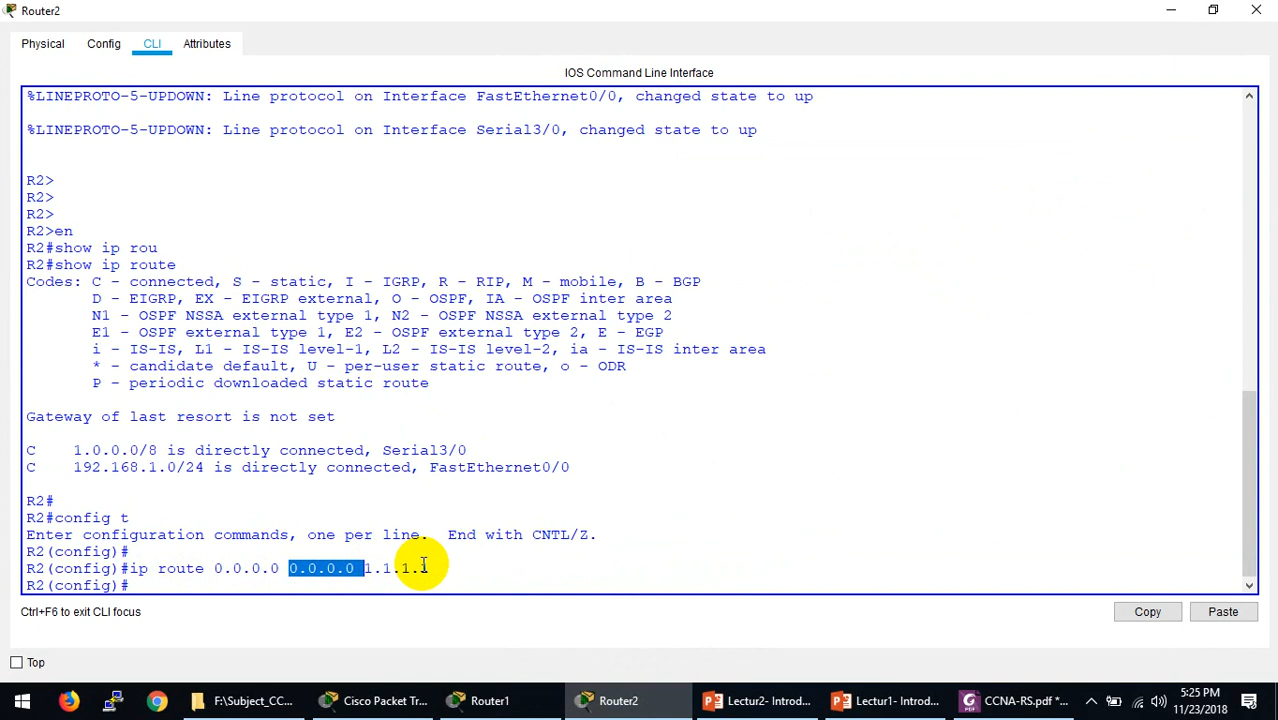 Router2
Physical Config CLI Attributes
IOS Command Line Interface
%LINEPROTO-5-UPDOWN: Line protocol on Interface FastEthernet0/0, changed state to up
%LINEPROTO-5-UPDOWN: Line protocol on Interface Serial3/0, changed state to up
R2>
R2>
R2>
R2>en
R2#show ip rou
R2#show ip route
Codes: C - connected, S - static, I - IGRP, R - RIP, M - mobile, B - BGP
D - EIGRP, EX - EIGRP external, O - OSPF, IA - OSPF inter area
N1 - OSPF NSSA external type 1, N2 - OSPF NSSA external type 2
E1 - OSPF external type 1, E2 - OSPF external type 2, E - EGP
i - IS-IS, L1 - IS-IS level-1, L2 - IS-IS level-2, ia - IS-IS inter area
* - candidate default, U - per-user static route, o - ODR
P - periodic downloaded static route
Gateway of last resort is not set
C 1.0.0.0/8 is directly connected, Serial3/0
C 192.168.1.0/24 is directly connected, FastEthernet0/0
R2#
R2#config t
Enter configuration commands, one per line. End with CNTL/Z.
R2(config)#
R2(config)#ip route 0.0.0.0 0.0.0.0
R2(config)#
Ctrl+F6 to exit CLI focus
Copy Paste
Top
F:\Subject_CC... Cisco Packet Tr... Router1 Router2 Lectur2- Introd... Lectur1- Introd... CCNA-RS.pdf *... 5:25 PM
11/23/2018